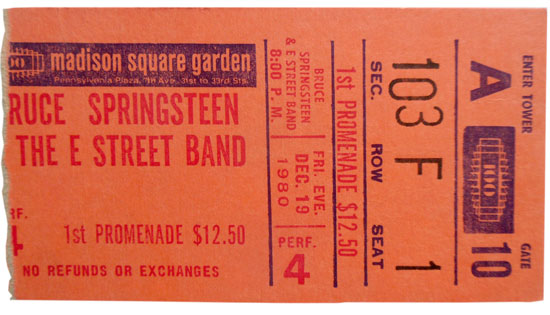 madison square garden
Pennsylvania Plaza, 7th Ave., 31st to 33rd Sts.
RUCE SPRINGSTEEN
THE E STREET BAND
RF.
1st PROMENADE $12.50
NO REFUNDS OR EXCHANGES
BRUCE
SPRINGSTEEN
& E STREET BAND
8:00 P. M.
FRI. EVE.
DEC. 19
1980
PERF.
4
1st PROMENADE $12.50
SEC. ROW SEAT
103 F 1
ENTER TOWER
A
GATE
10